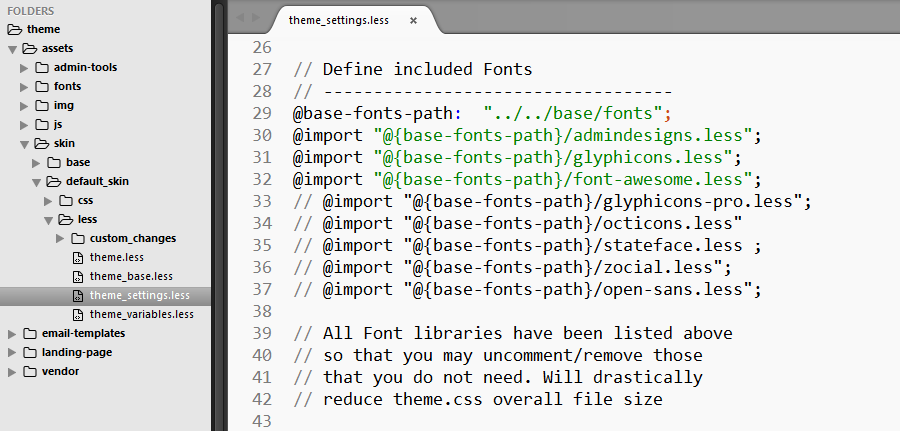 FOLDERS
theme
assets
admin-tools
fonts
img
js
skin
base
default_skin
css
less
custom_changes
theme.less
theme_base.less
theme_settings.less
theme_variables.less
email-templates
landing-page
vendor
theme_settings.less ×
26
27 // Define included Fonts
28 // -----------------------------------
29 @base-fonts-path:  "../../base/fonts";
30 @import "@{base-fonts-path}/admindesigns.less";
31 @import "@{base-fonts-path}/glyphicons.less";
32 @import "@{base-fonts-path}/font-awesome.less";
33 // @import "@{base-fonts-path}/glyphicons-pro.less";
34 // @import "@{base-fonts-path}/octicons.less"
35 // @import "@{base-fonts-path}/stateface.less ;
36 // @import "@{base-fonts-path}/zocial.less";
37 // @import "@{base-fonts-path}/open-sans.less";
38
39 // All Font libraries have been listed above
40 // so that you may uncomment/remove those
41 // that you do not need. Will drastically
42 // reduce theme.css overall file size
43